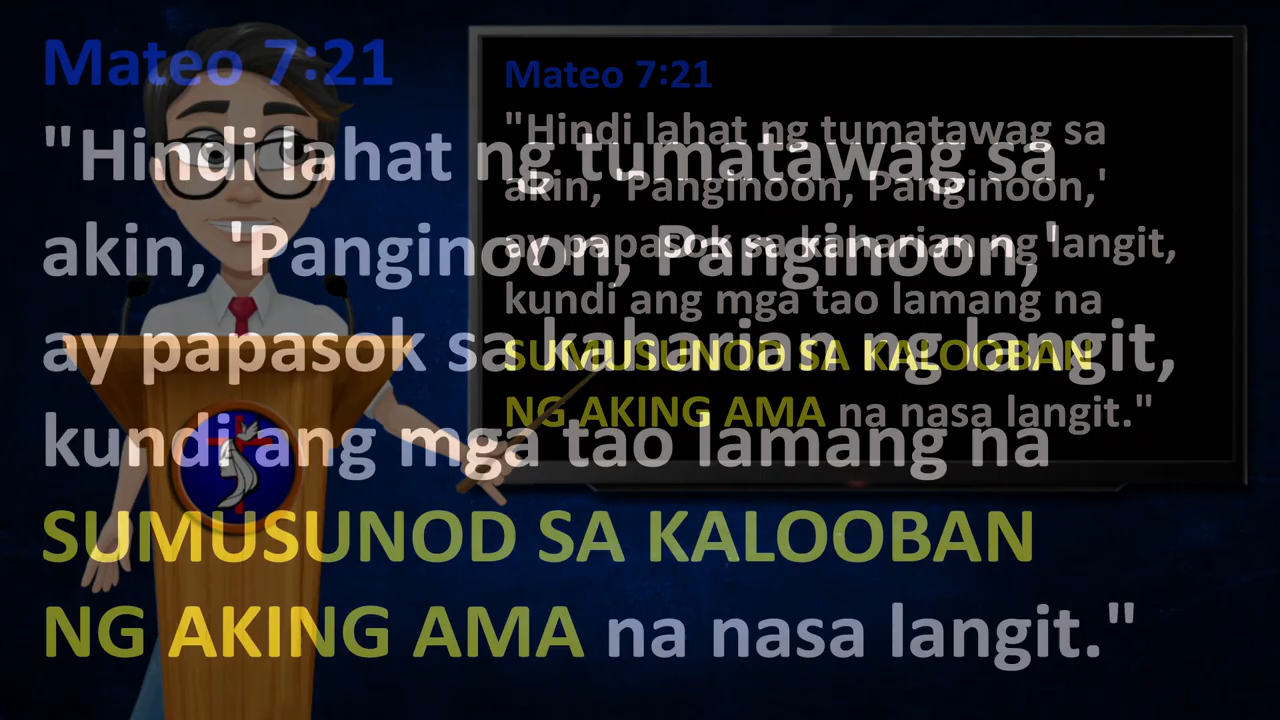 Mateo 7:21
"Hindi lahat ng tumatawag sa
akin, 'Panginoon, Panginoon,'
ay papasok sa kaharian ng langit,
kundi ang mga tao lamang na
SUMUSUNOD SA KALOOBAN
NG AKING AMA na nasa langit."
Mateo 7:21
"Hindi lahat ng tumatawag sa
akin, 'Panginoon, Panginoon,'
ay papasok sa kaharian ng langit,
kundi ang mga tao lamang na
SUMUSUNOD SA KALOOBAN
NG AKING AMA na nasa langit."